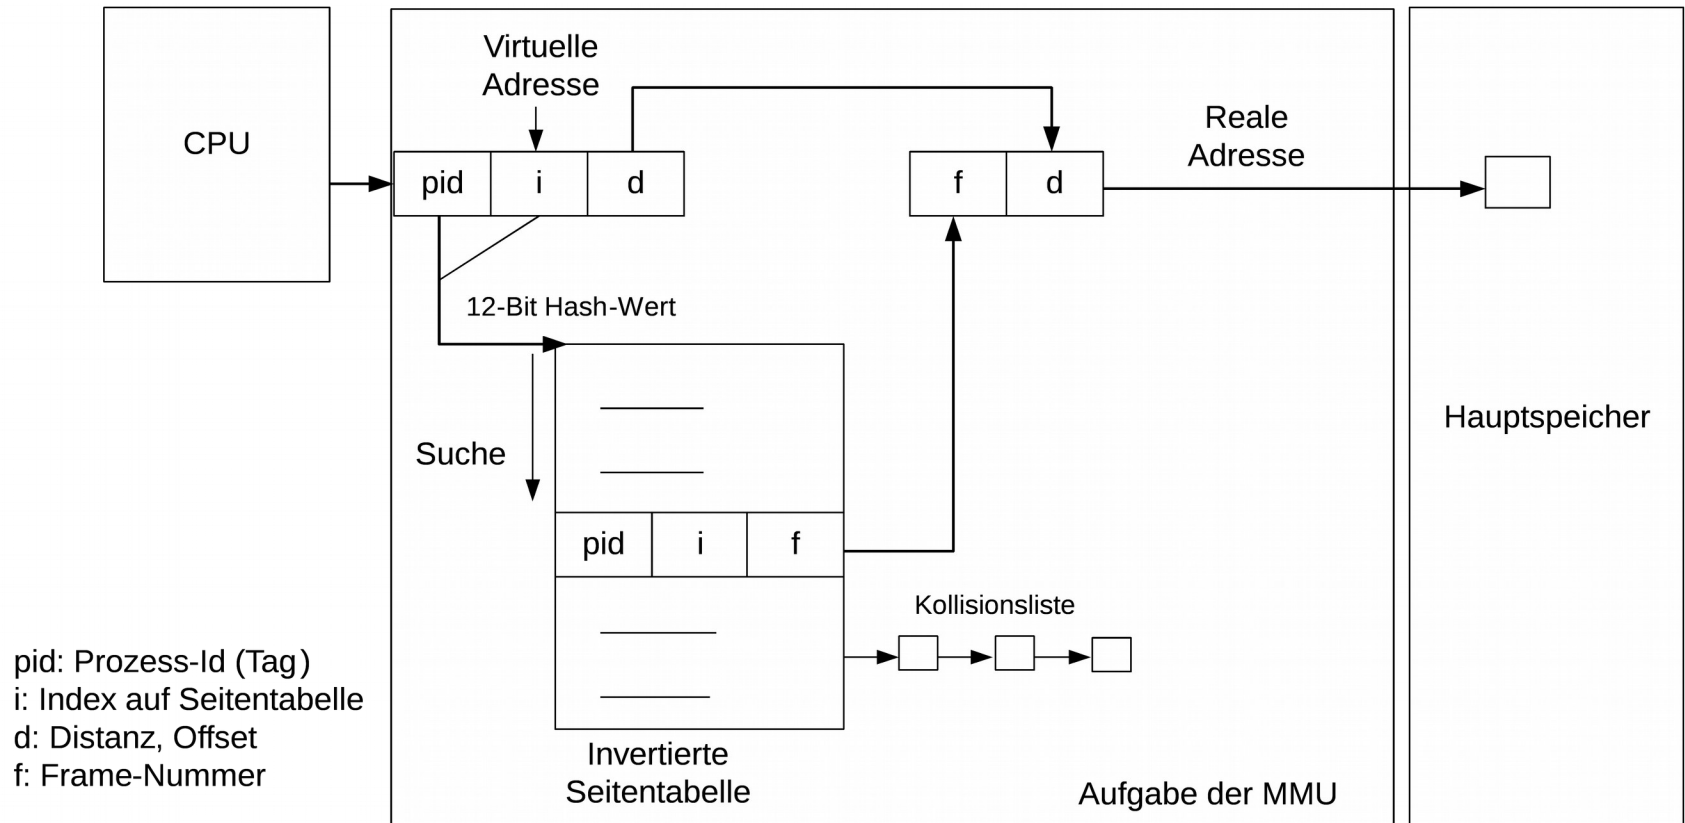 CPU
Virtuelle
Adresse
pid i d
f d
Reale
Adresse
12-Bit Hash-Wert
Suche
pid i f
Kollisionsliste
Hauptspeicher
pid: Prozess-Id (Tag)
i: Index auf Seitentabelle
d: Distanz, Offset
f: Frame-Nummer
Invertierte
Seitentabelle
Aufgabe der MMU